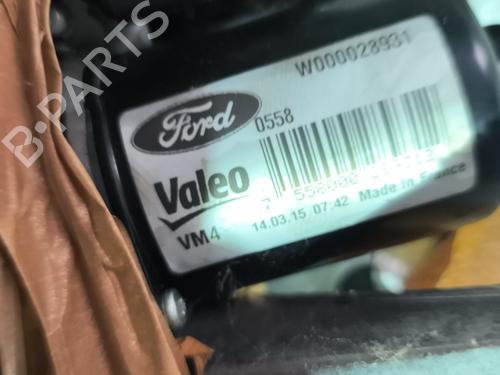 W000028931
Ford
0558
Valeo
VM4
14.03.15 07:42 Made in France
B-PARTS